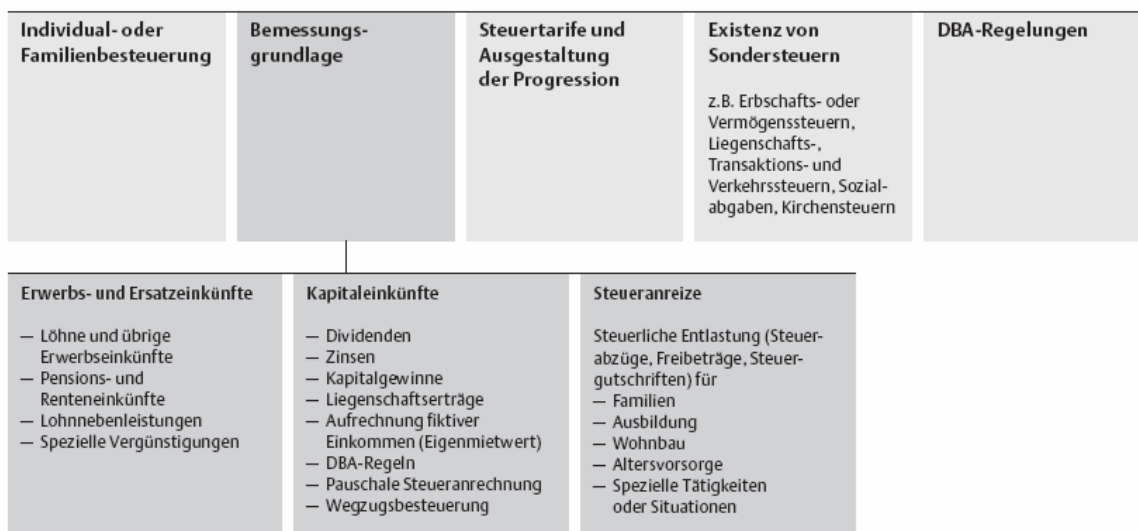 Individual- oder
Familienbesteuerung
Bemessungs-
grundlage
Steuertarife und
Ausgestaltung
der Progression
Existenz von
Sondersteuern
z.B. Erbschafts- oder
Vermögenssteuern,
Liegenschafts-,
Transaktions- und
Verkehrssteuern, Sozial-
abgaben, Kirchensteuern
DBA-Regelungen
Erwerbs- und Ersatzeinkünfte
— Löhne und übrige
Erwerbseinkünfte
— Pensions- und
Renteneinkünfte
— Lohnnebenleistungen
— Spezielle Vergünstigungen
Kapitaleinkünfte
— Dividenden
— Zinsen
— Kapitalgewinne
— Liegenschaftserträge
— Aufrechnung fiktiver
Einkommen (Eigenmietwert)
— DBA-Regeln
— Pauschale Steueranrechnung
— Wegzugsbesteuerung
Steueranreize
Steuerliche Entlastung (Steuer-
abzüge, Freibeträge, Steuer-
gutschriften) für
— Familien
— Ausbildung
— Wohnbau
— Altersvorsorge
— Spezielle Tätigkeiten
oder Situationen